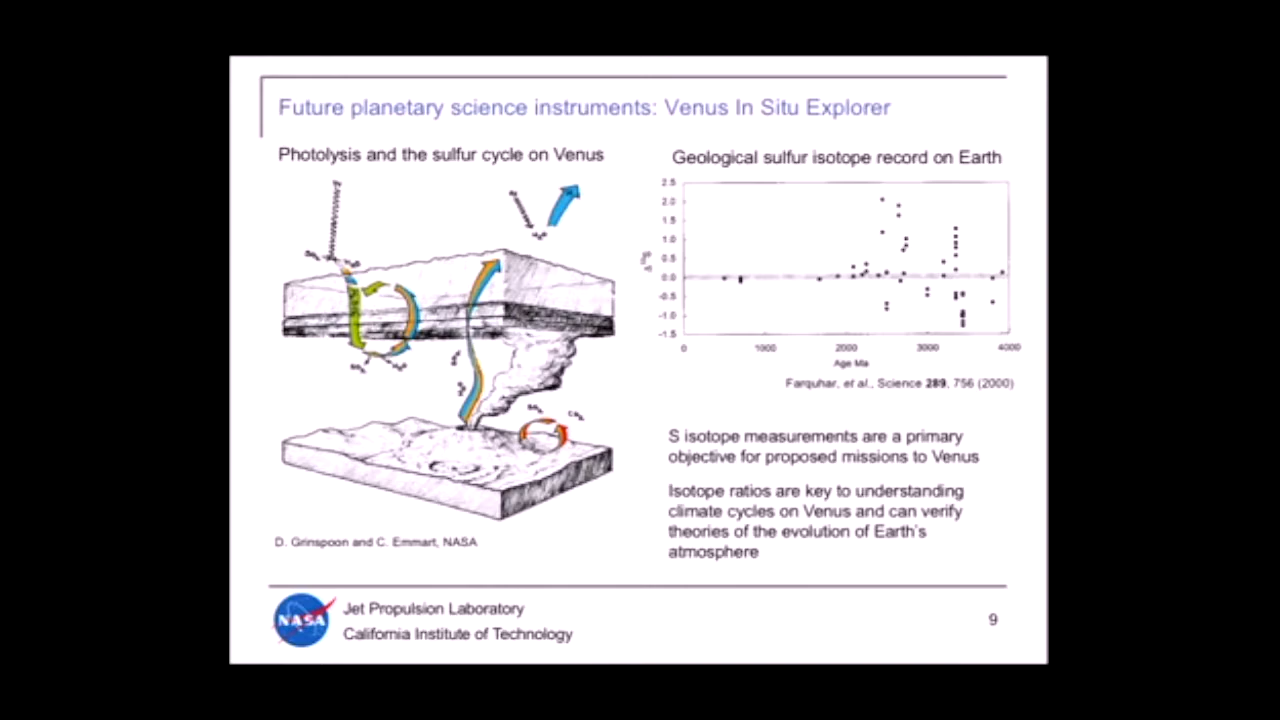 Future planetary science instruments: Venus In Situ Explorer
Photolysis and the sulfur cycle on Venus
D. Grinspoon and C. Emmart, NASA
Geological sulfur isotope record on Earth
2.5
2.0
1.5
1.0
0.5
0.0
-0.5
-1.0
-1.5
0 1000 2000 3000 4000
Age Ma
Farquhar, et al., Science 289, 756 (2000)
S isotope measurements are a primary
objective for proposed missions to Venus
Isotope ratios are key to understanding
climate cycles on Venus and can verify
theories of the evolution of Earth's
atmosphere
NASA
Jet Propulsion Laboratory
California Institute of Technology
9